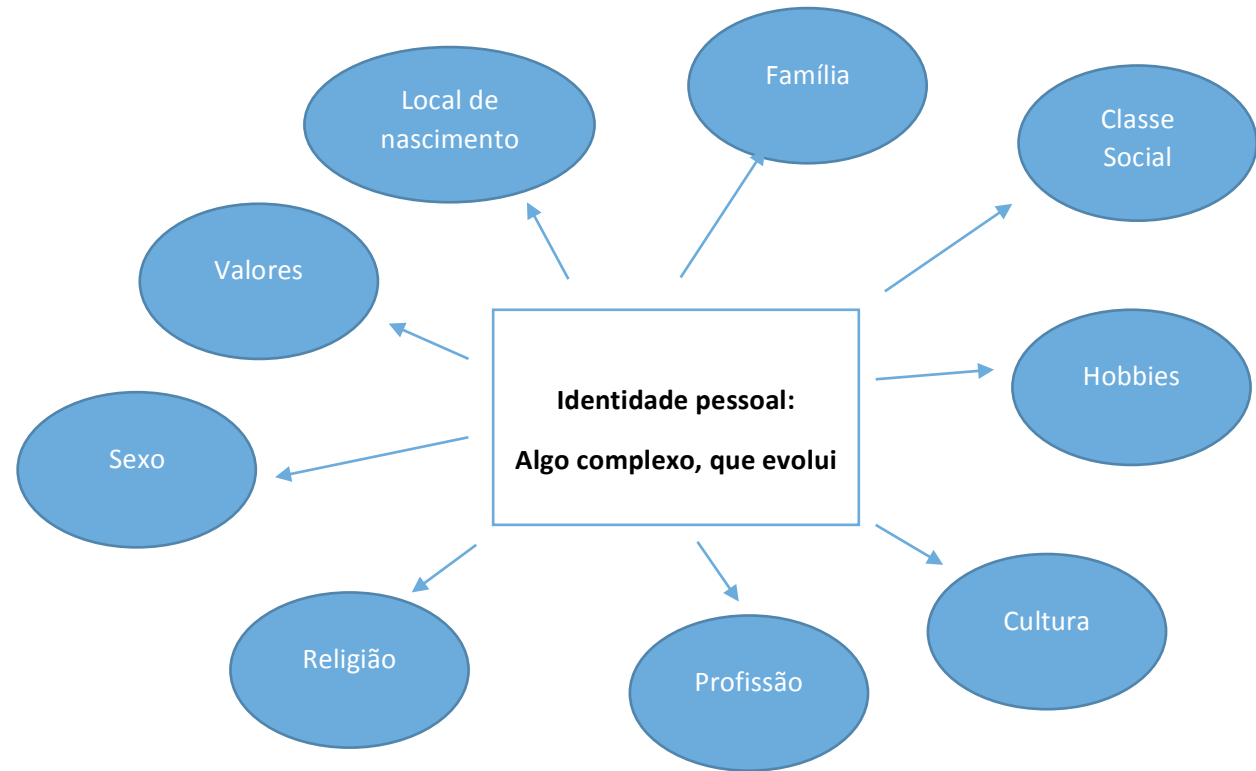 Família
Local de
nascimento
Classe
Social
Valores
Hobbies
Identidade pessoal:
Algo complexo, que evolui
Sexo
Cultura
Religião
Profissão